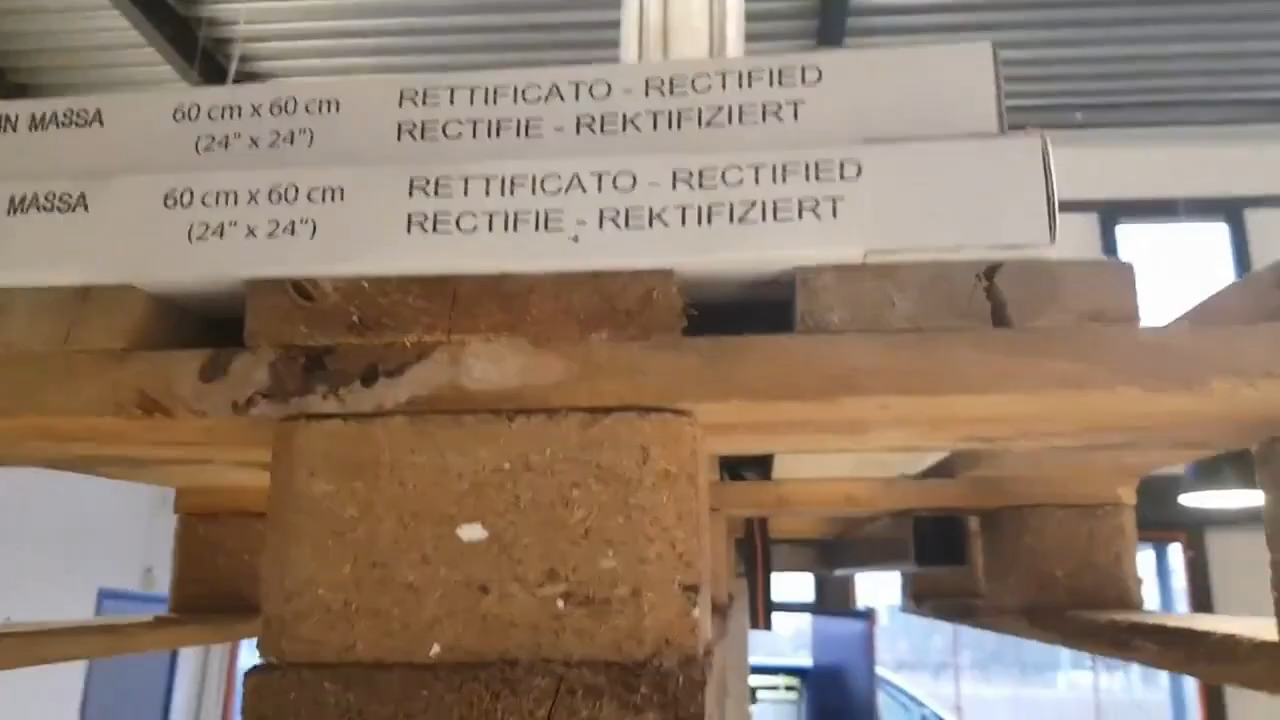 IN MASSA 60 cm x 60 cm RETTIFICATO - RECTIFIED
(24" x 24") RECTIFIE - REKTIFIZIERT
MASSA 60 cm x 60 cm RETTIFICATO - RECTIFIED
(24" x 24") RECTIFIE - REKTIFIZIERT